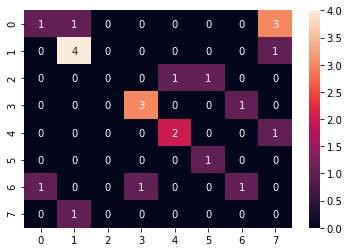 0 1 1 0 0 0 0 0 3 4.0
1 0 4 0 0 0 0 0 1 3.5
2 0 0 0 0 1 1 0 0 3.0
3 0 0 0 3 0 0 1 0 2.5
4 0 0 0 0 2 0 0 1 2.0
5 0 0 0 0 0 1 0 0 1.5
6 1 0 0 1 0 0 1 0 1.0
7 0 1 0 0 0 0 0 0 0.5
0 1 2 3 4 5 6 7 0.0